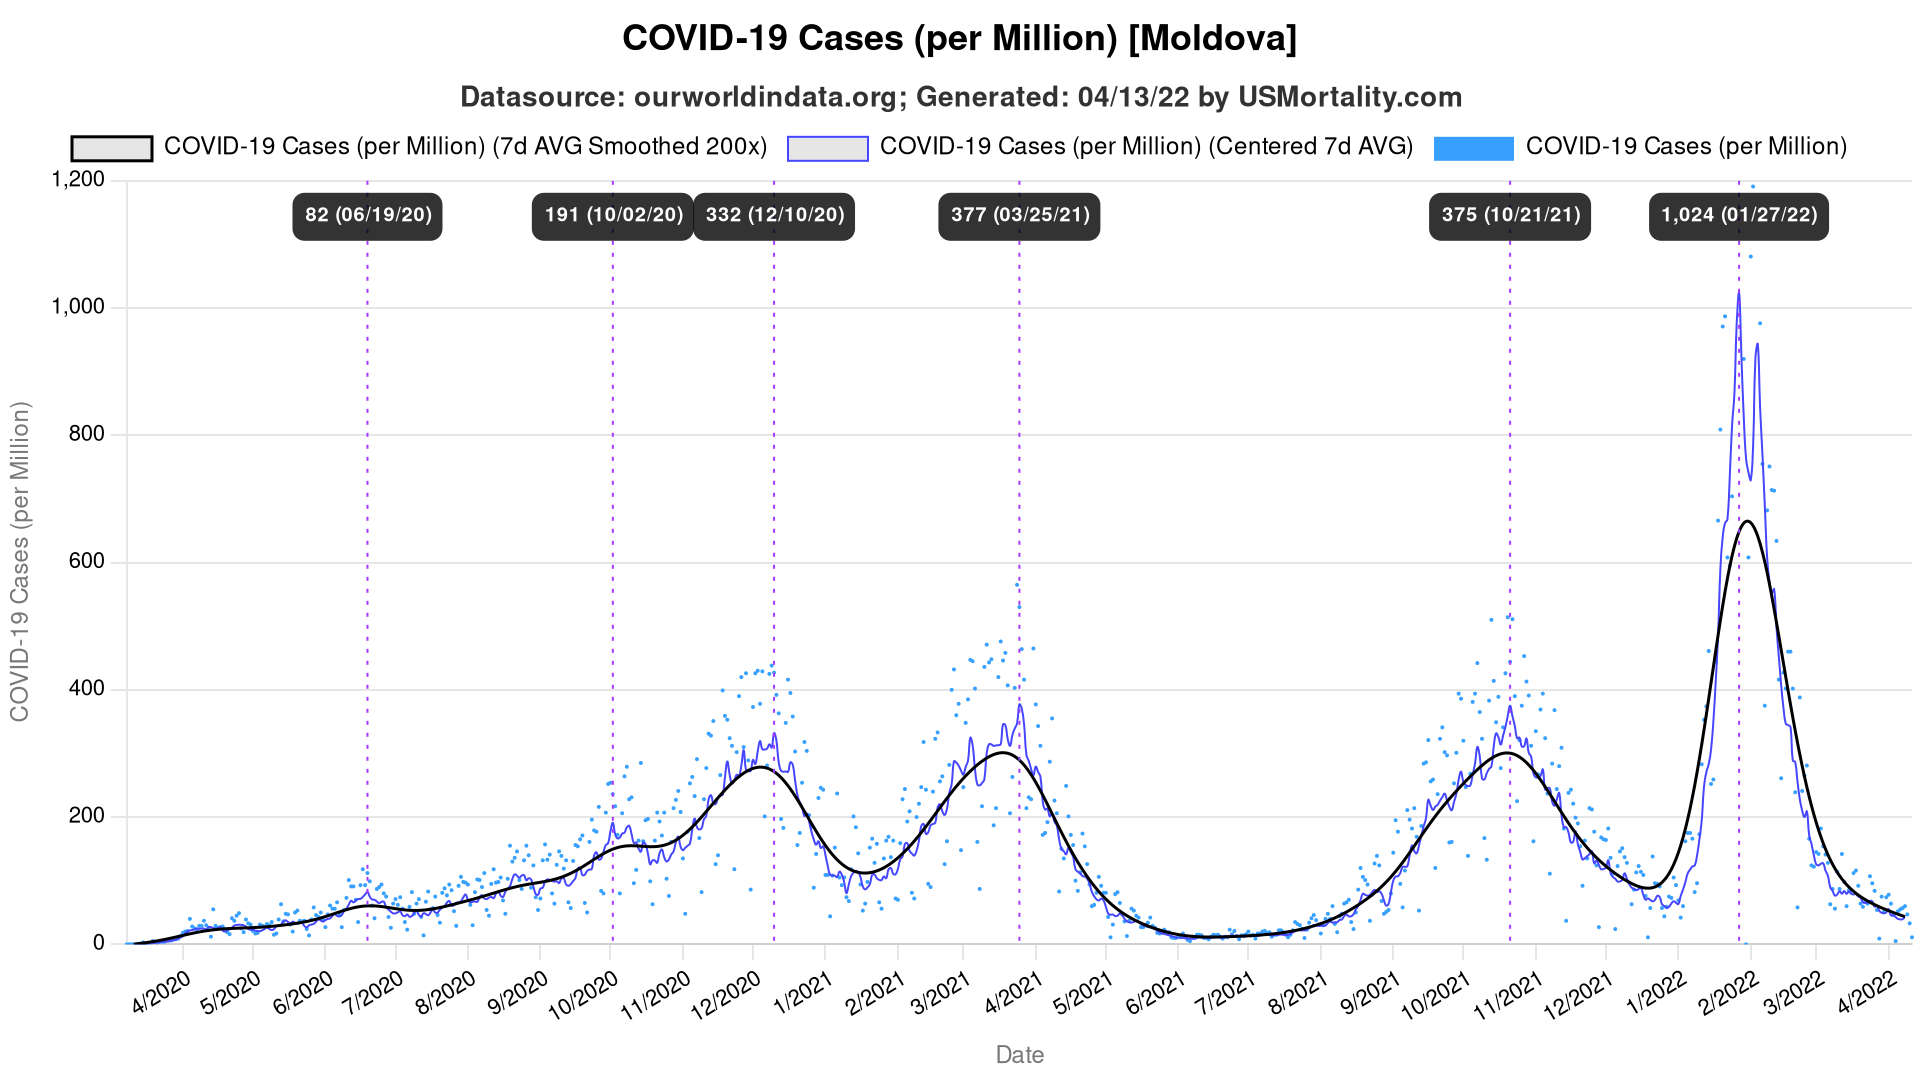 COVID-19 Cases (per Million) [Moldova]
Datasource: ourworldindata.org; Generated: 04/13/22 by USMortality.com
COVID-19 Cases (per Million) (7d AVG Smoothed 200x) COVID-19 Cases (per Million) (Centered 7d AVG) COVID-19 Cases (per Million)
82 (06/19/20) 191 (10/02/20) 332 (12/10/20) 377 (03/25/21) 375 (10/21/21) 1,024 (01/27/22)
1,200
1,000
800
600
400
200
0
COVID-19 Cases (per Million)
4/2020 5/2020 6/2020 7/2020 8/2020 9/2020 10/2020 11/2020 12/2020 1/2021 2/2021 3/2021 4/2021 5/2021 6/2021 7/2021 8/2021 9/2021 10/2021 11/2021 12/2021 1/2022 2/2022 3/2022 4/2022
Date